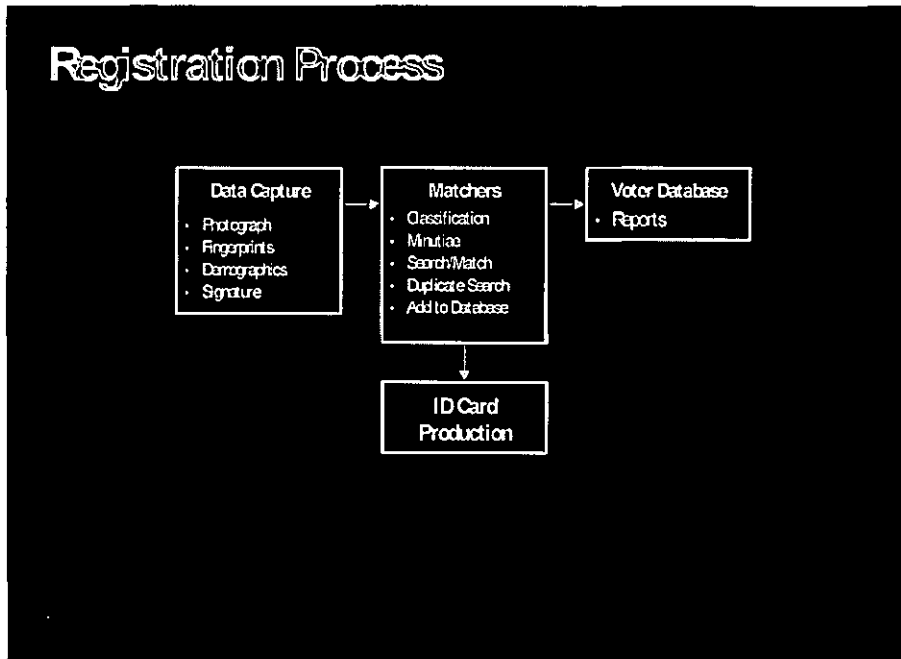 Registration Process
Data Capture
• Photograph
• Fingerprints
• Demographics
• Signature
Matchers
• Classification
• Minutiae
• Search/Match
• Duplicate Search
• Add to Database
Voter Database
• Reports
ID Card
Production